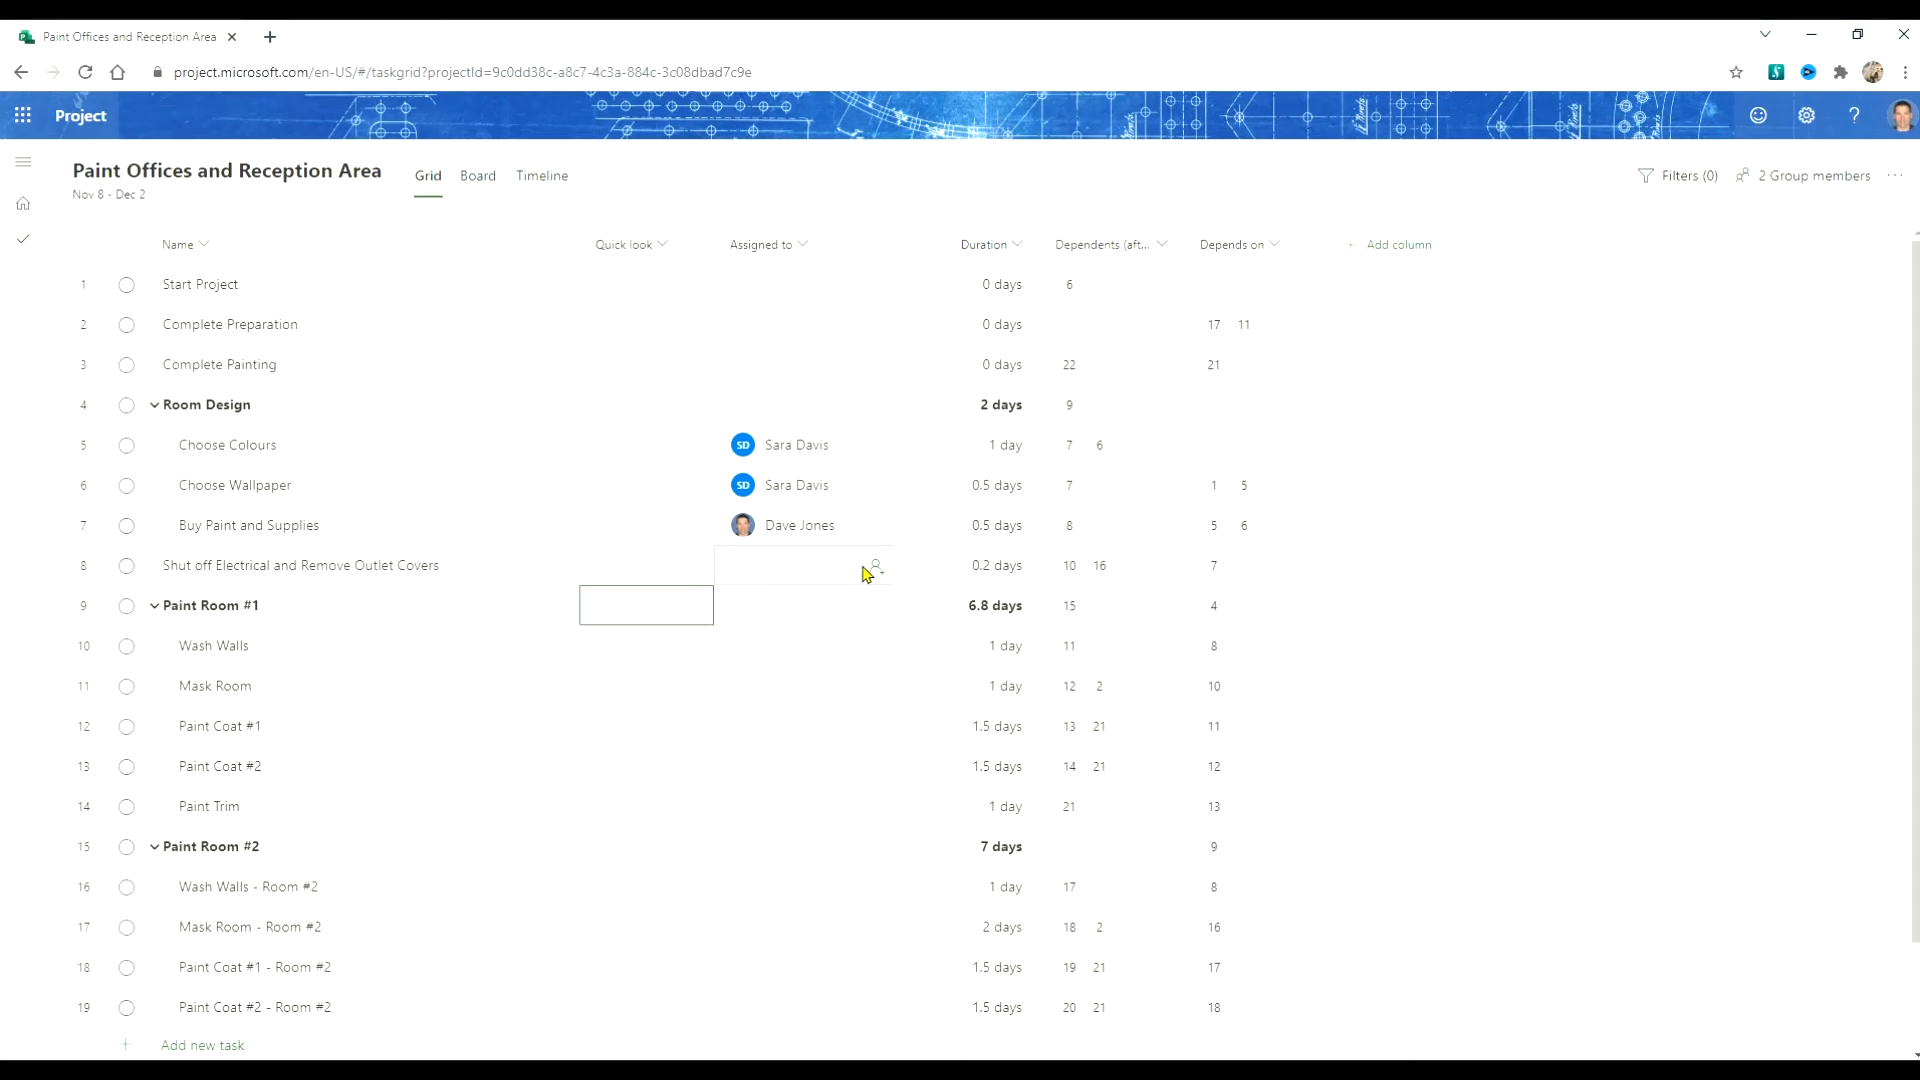 Paint Offices and Reception Area
project.microsoft.com/en-US/#/taskgrid?projectId=9c0dd38c-a8c7-4c3a-884c-3c08dbad7c9e
Project
Paint Offices and Reception Area
Nov 8 - Dec 2
Grid Board Timeline
Filters (0) 2 Group members
Name Quick look Assigned to Duration Dependents (aft... Depends on + Add column
1 Start Project 0 days 6
2 Complete Preparation 0 days 17 11
3 Complete Painting 0 days 22 21
4 Room Design 2 days 9
5 Choose Colours SD Sara Davis 1 day 7 6
6 Choose Wallpaper SD Sara Davis 0.5 days 7 1 5
7 Buy Paint and Supplies Dave Jones 0.5 days 8 5 6
8 Shut off Electrical and Remove Outlet Covers 0.2 days 10 16 7
9 Paint Room #1 6.8 days 15 4
10 Wash Walls 1 day 11 8
11 Mask Room 1 day 12 2 10
12 Paint Coat #1 1.5 days 13 21 11
13 Paint Coat #2 1.5 days 14 21 12
14 Paint Trim 1 day 21 13
15 Paint Room #2 7 days 9
16 Wash Walls - Room #2 1 day 17 8
17 Mask Room - Room #2 2 days 18 2 16
18 Paint Coat #1 - Room #2 1.5 days 19 21 17
19 Paint Coat #2 - Room #2 1.5 days 20 21 18
+ Add new task